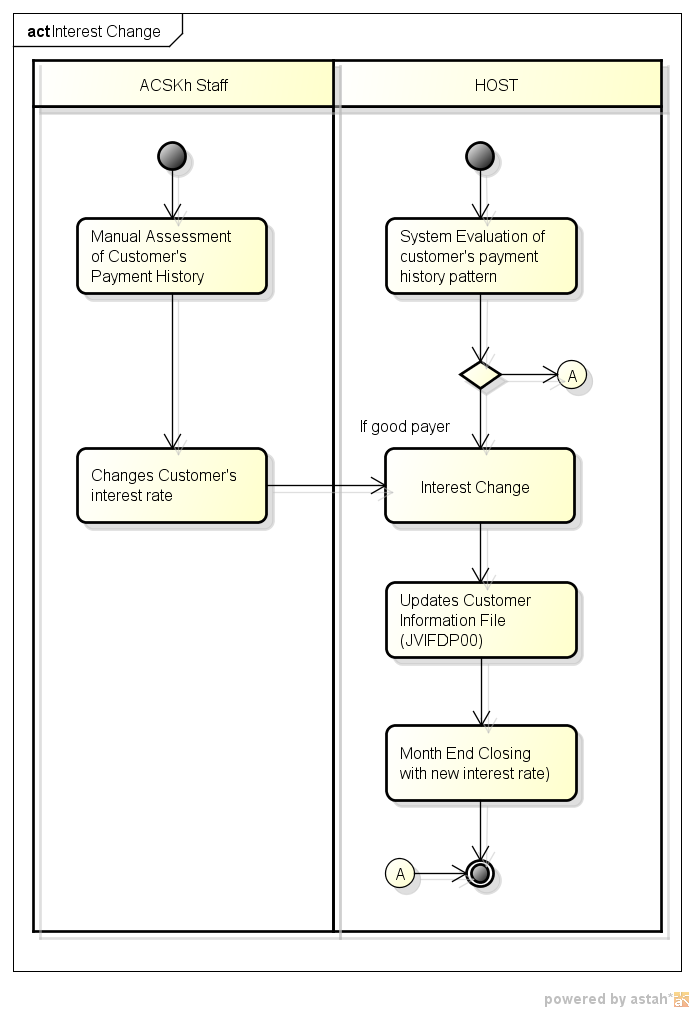 act Interest Change
ACSKh Staff
HOST
Manual Assessment
of Customer's
Payment History
System Evaluation of
customer's payment
history pattern
A
If good payer
Changes Customer's
interest rate
Interest Change
Updates Customer
Information File
(JVIFDP00)
Month End Closing
with new interest rate)
A
powered by astah*